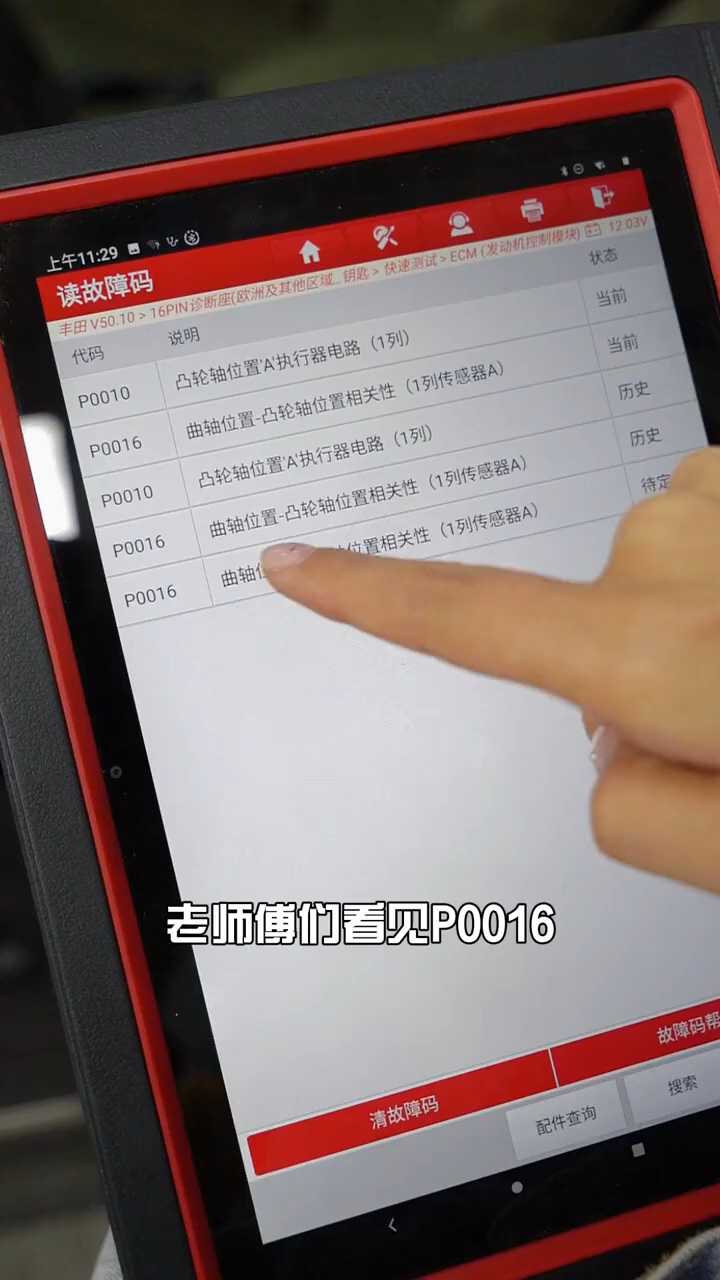 上午11:29
读故障码
丰田 V50.10 > 16PIN诊断座(欧洲及其他区域... 钥匙 > 快速测试 > ECM (发动机控制模块) 12.03V
代码 说明 状态
P0010 凸轮轴位置'A'执行器电路（1列） 当前
P0016 曲轴位置-凸轮轴位置相关性（1列传感器A） 当前
P0010 凸轮轴位置'A'执行器电路（1列） 历史
P0016 曲轴位置-凸轮轴位置相关性（1列传感器A） 历史
P0016 曲轴 位置相关性（1列传感器A） 待定
老师傅们看见P0016
故障码帮
清故障码
配件查询 搜索